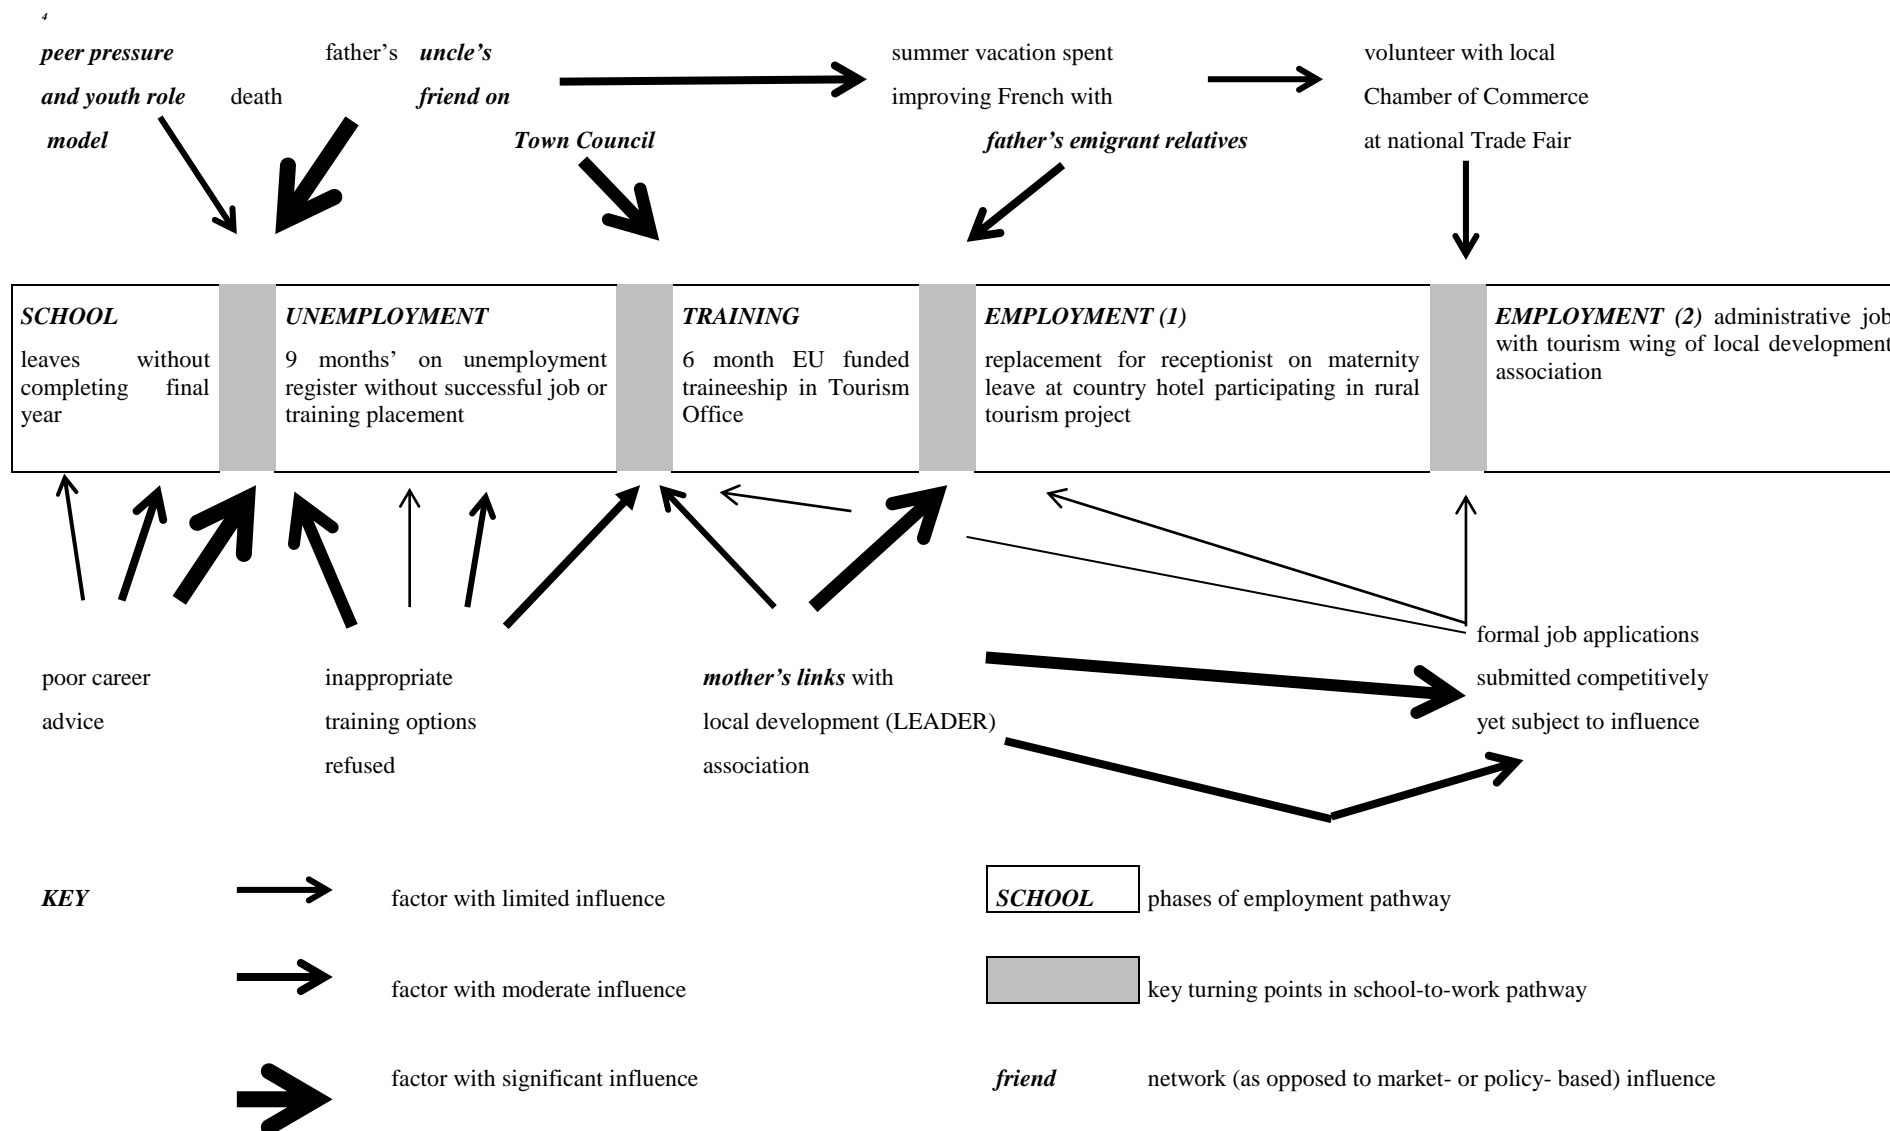 4
peer pressure
and youth role
model
father's
death
uncle's
friend on
Town Council
summer vacation spent
improving French with
father's emigrant relatives
volunteer with local
Chamber of Commerce
at national Trade Fair
SCHOOL
leaves without
completing final
year
UNEMPLOYMENT
9 months' on unemployment
register without successful job or
training placement
TRAINING
6 month EU funded
traineeship in Tourism
Office
EMPLOYMENT (1)
replacement for receptionist on maternity
leave at country hotel participating in rural
tourism project
EMPLOYMENT (2) administrative job
with tourism wing of local development
association
poor career
advice
inappropriate
training options
refused
mother's links with
local development (LEADER)
association
formal job applications
submitted competitively
yet subject to influence
KEY
factor with limited influence
factor with moderate influence
factor with significant influence
SCHOOL phases of employment pathway
key turning points in school-to-work pathway
friend network (as opposed to market- or policy- based) influence